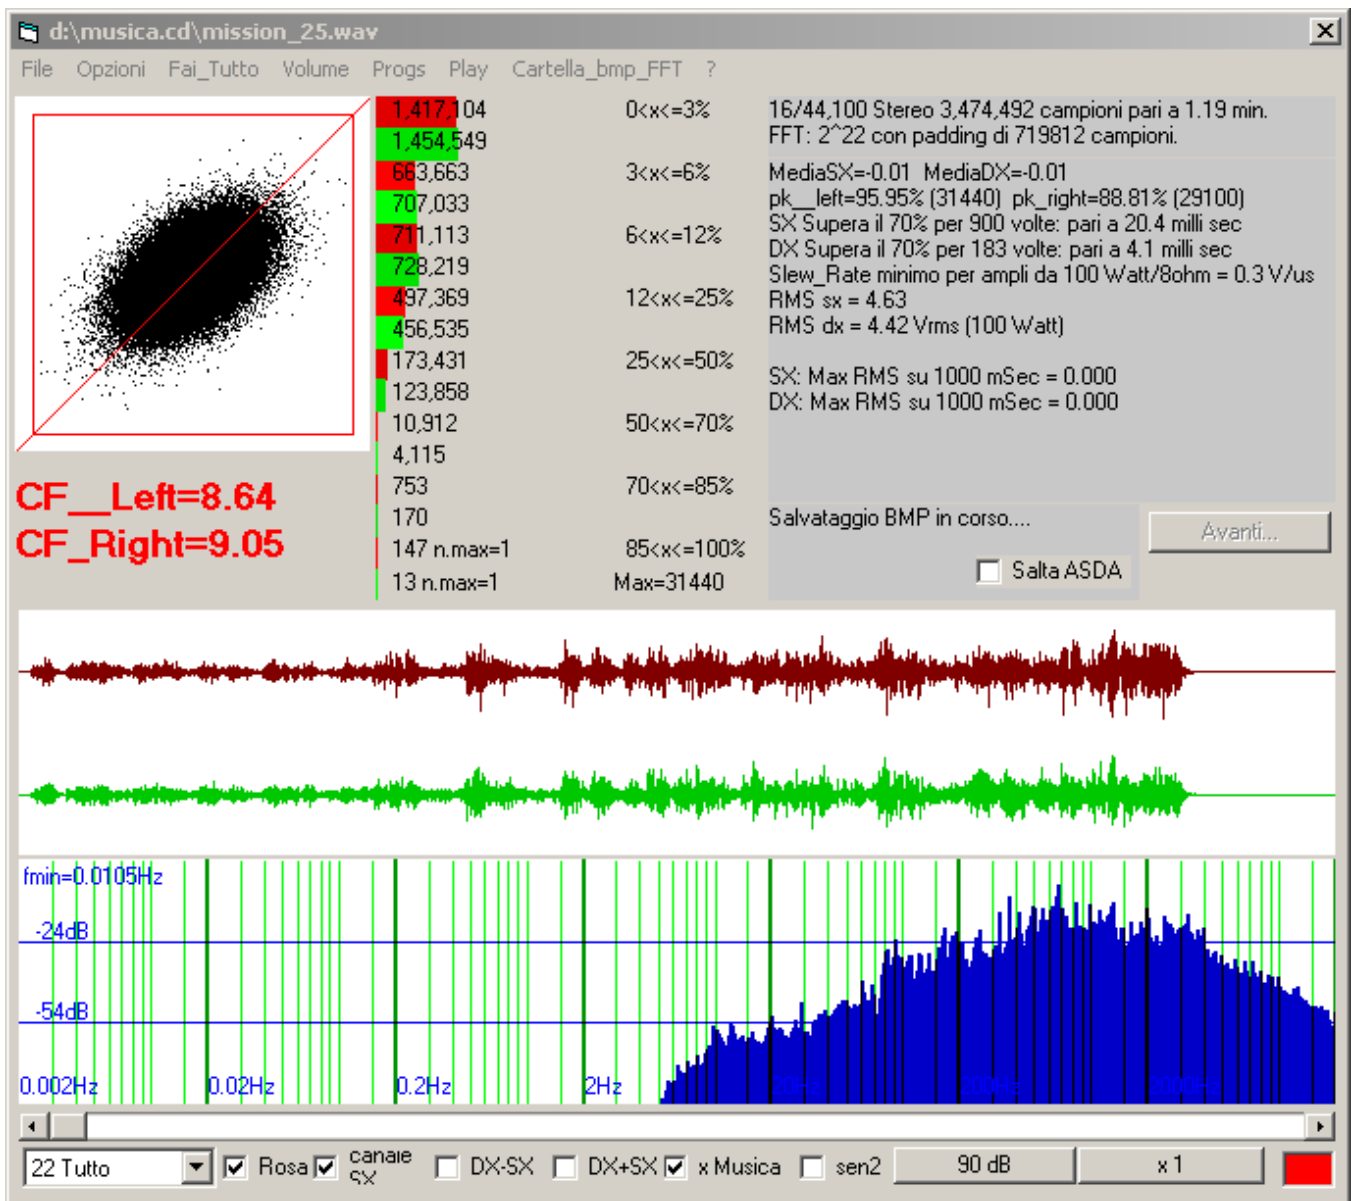 d:\musica.cd\mission_25.wav
File Opzioni Fai_Tutto Volume Progs Play Cartella_bmp_FFT ?
1,417,104 0<x<=3%
1,454,549
663,663 3<x<=6%
707,033
711,113 6<x<=12%
728,219
497,369 12<x<=25%
456,535
173,431 25<x<=50%
123,858
10,912 50<x<=70%
4,115
753 70<x<=85%
170
147 n.max=1 85<x<=100%
13 n.max=1 Max=31440
16/44,100 Stereo 3,474,492 campioni pari a 1.19 min.
FFT: 2^22 con padding di 719812 campioni.
MediaSX=-0.01 MediaDX=-0.01
pk__left=95.95% (31440) pk_right=88.81% (29100)
SX Supera il 70% per 900 volte: pari a 20.4 milli sec
DX Supera il 70% per 183 volte: pari a 4.1 milli sec
Slew_Rate minimo per ampli da 100 Watt/8ohm = 0.3 V/us
RMS sx = 4.63
RMS dx = 4.42 Vrms (100 Watt)
SX: Max RMS su 1000 mSec = 0.000
DX: Max RMS su 1000 mSec = 0.000
CF__Left=8.64
CF_Right=9.05
Salvataggio BMP in corso....
Avanti...
Salta ASDA
fmin=0.0105Hz
-24dB
-54dB
0.002Hz 0.02Hz 0.2Hz 2Hz 20Hz 200Hz 2000Hz
22 Tutto Rosa canale SX DX-SX DX+SX x Musica sen2 90 dB x 1